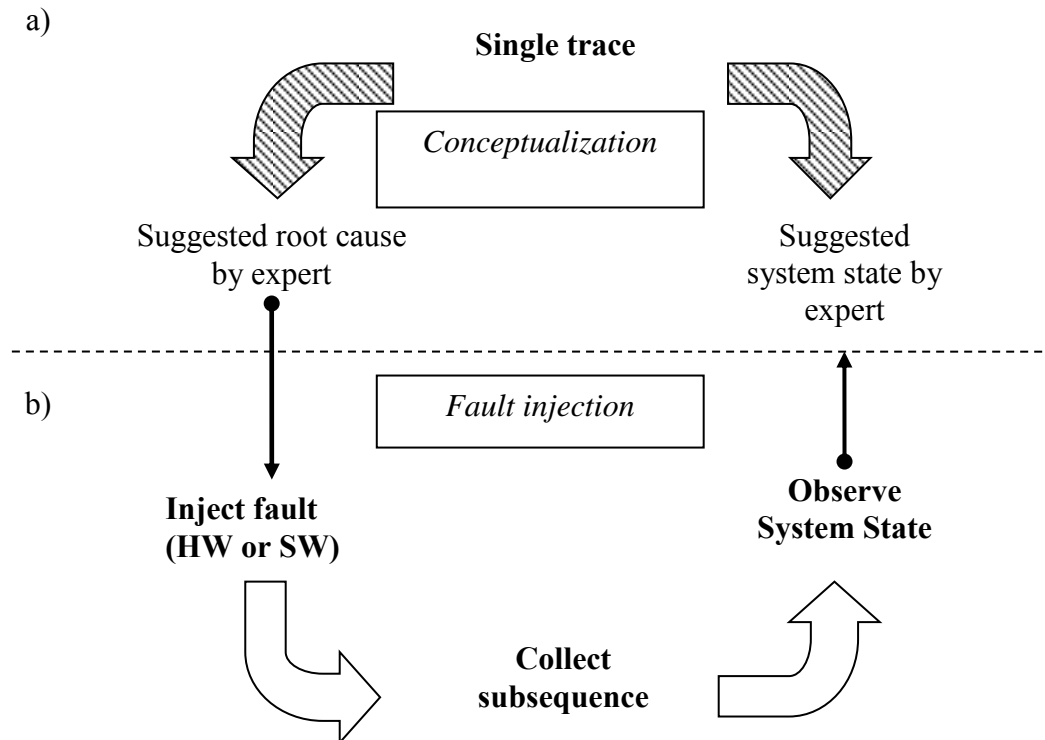 a)
Single trace
Conceptualization
Suggested root cause
by expert
Suggested
system state by
expert
b)
Fault injection
Inject fault
(HW or SW)
Observe
System State
Collect
subsequence